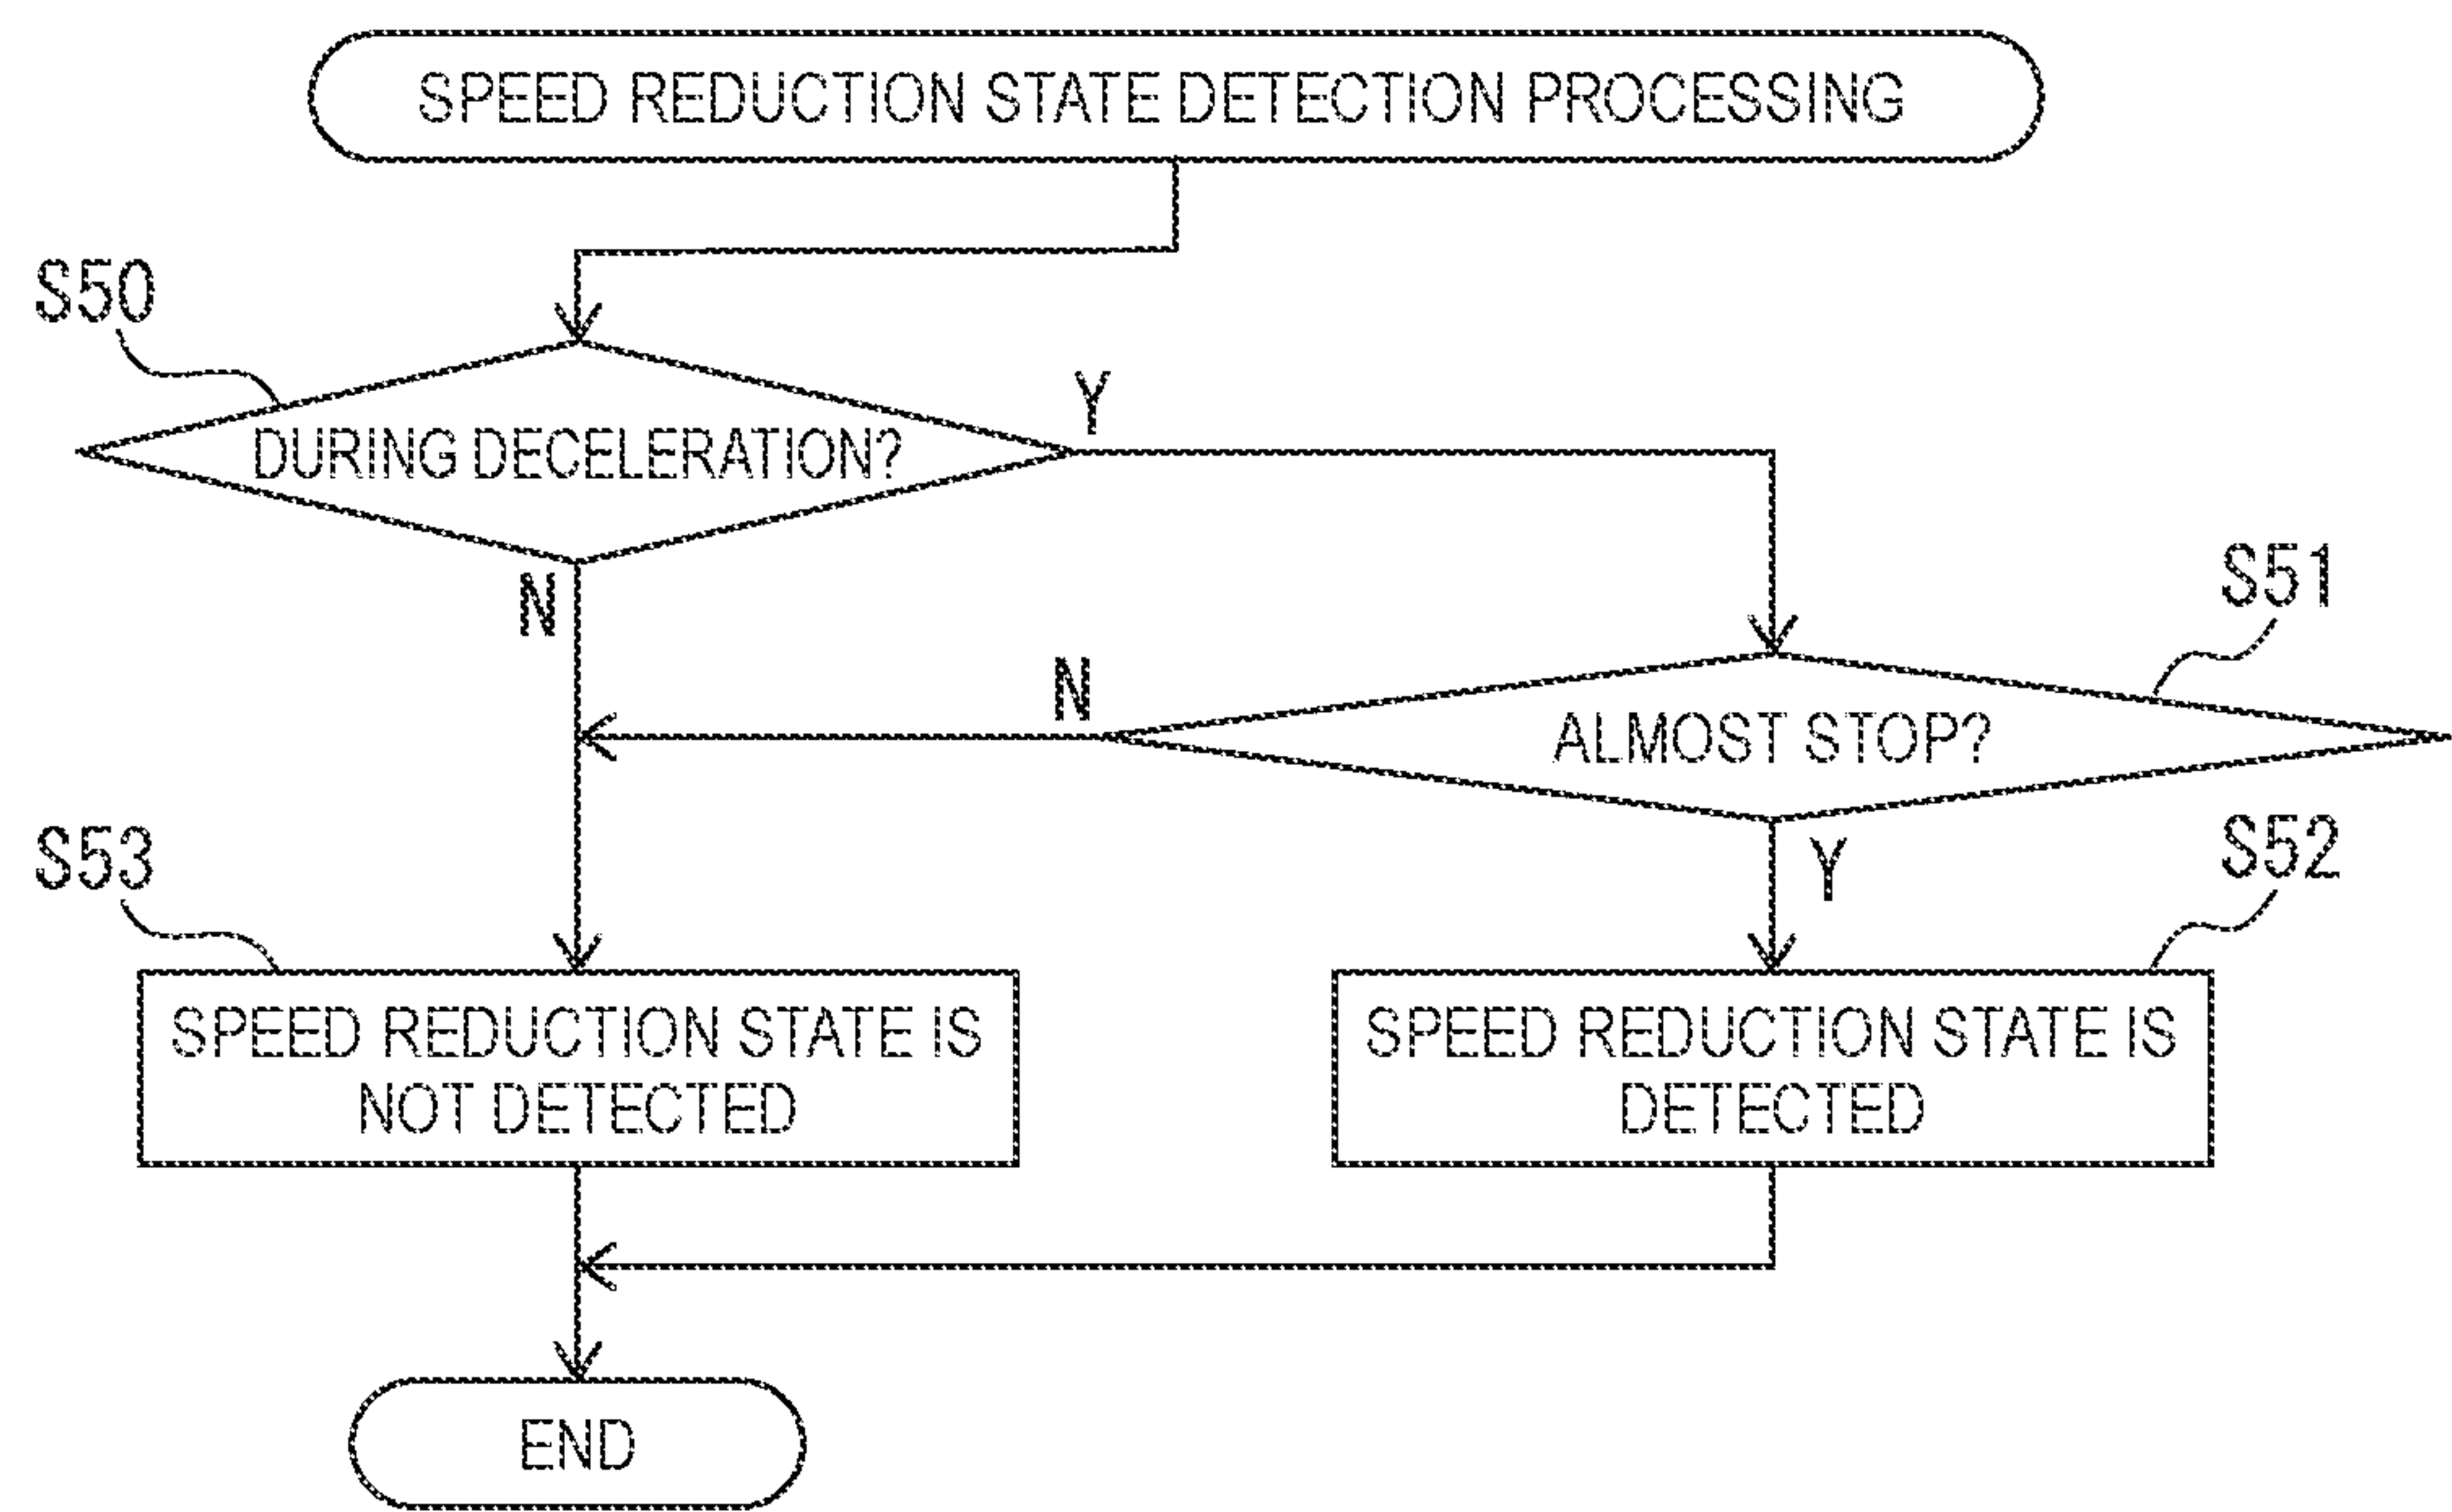 SPEED REDUCTION STATE DETECTION PROCESSING
S50
DURING DECELERATION?
Y
N
S51
ALMOST STOP?
N
Y
S53
SPEED REDUCTION STATE IS
NOT DETECTED
S52
SPEED REDUCTION STATE IS
DETECTED
END